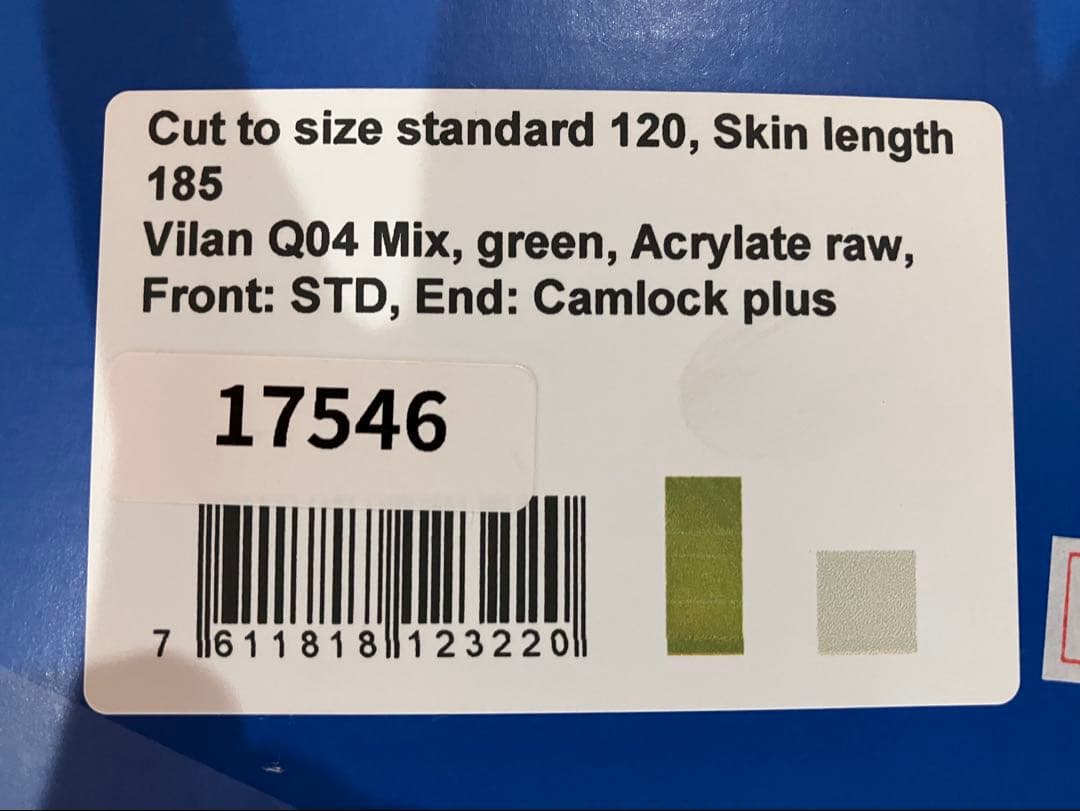 Cut to size standard 120, Skin length
185
Vilan Q04 Mix, green, Acrylate raw,
Front: STD, End: Camlock plus
17546
7 611818 123220